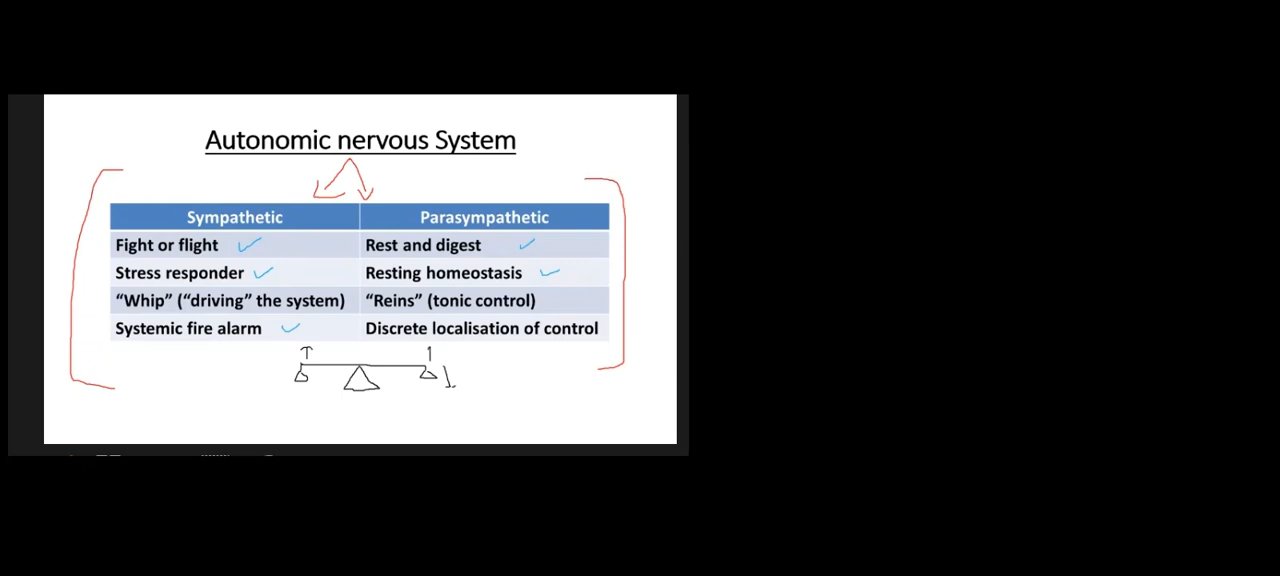 Autonomic nervous System
Sympathetic Parasympathetic
Fight or flight Rest and digest
Stress responder Resting homeostasis
“Whip” (“driving” the system) “Reins” (tonic control)
Systemic fire alarm Discrete localisation of control